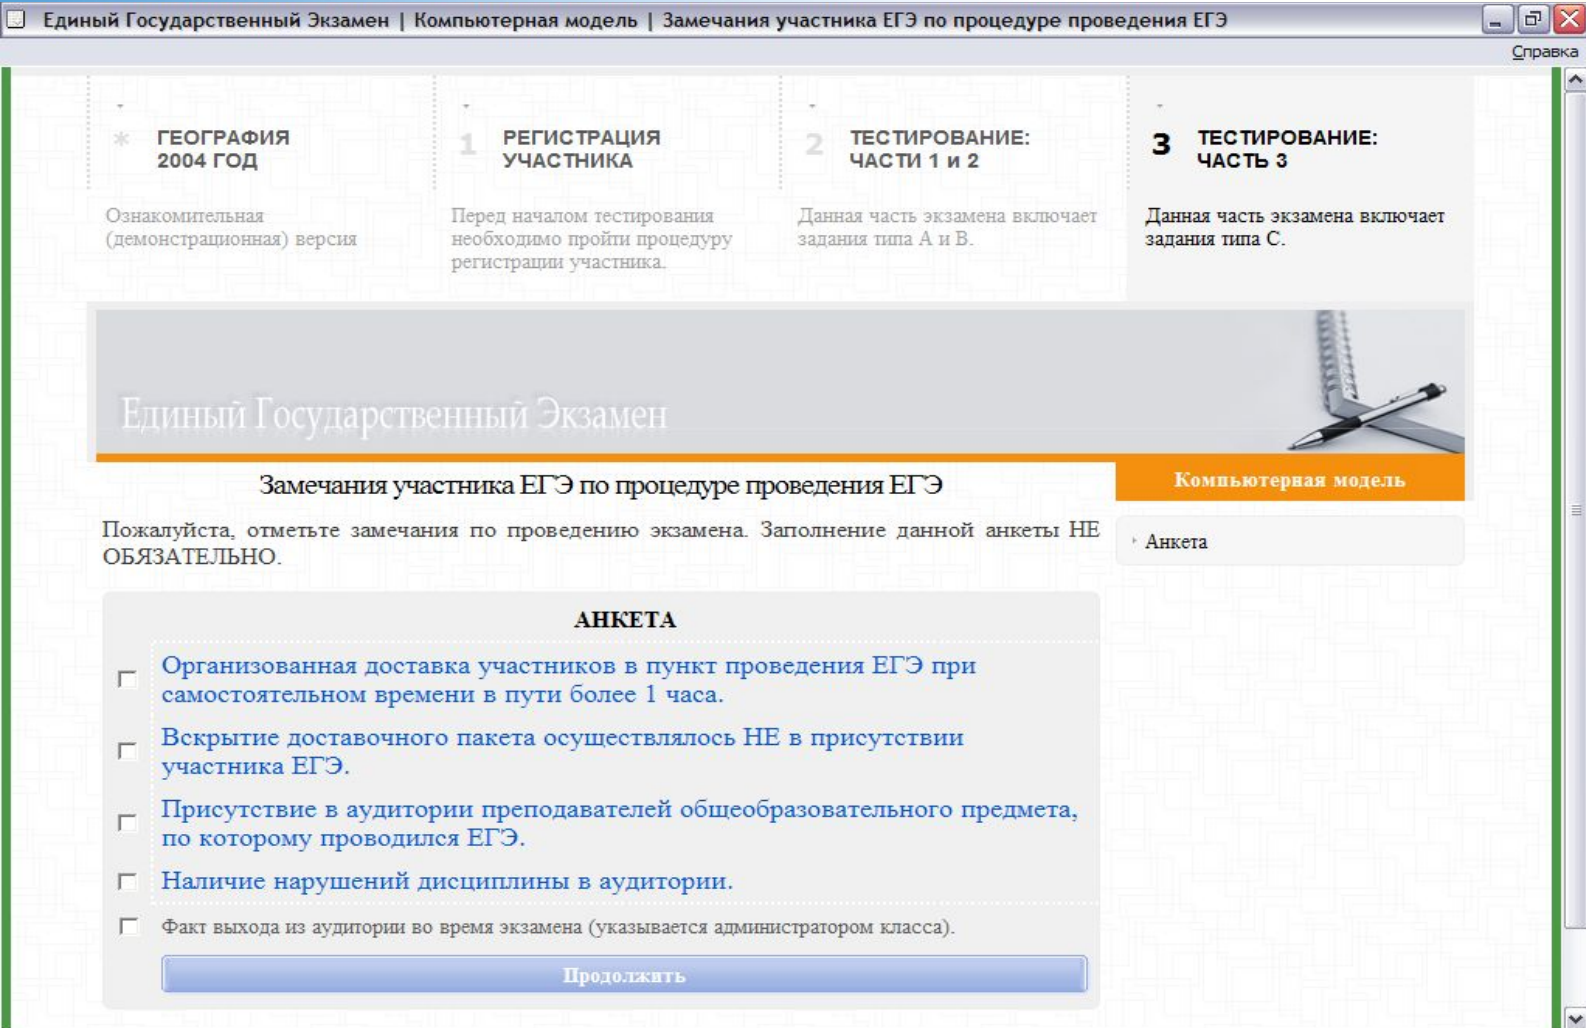 Единый Государственный Экзамен | Компьютерная модель | Замечания участника ЕГЭ по процедуре проведения ЕГЭ
Справка
* ГЕОГРАФИЯ
2004 ГОД
Ознакомительная
(демонстрационная) версия
1 РЕГИСТРАЦИЯ
УЧАСТНИКА
Перед началом тестирования
необходимо пройти процедуру
регистрации участника.
2 ТЕСТИРОВАНИЕ:
ЧАСТИ 1 и 2
Данная часть экзамена включает
задания типа А и В.
3 ТЕСТИРОВАНИЕ:
ЧАСТЬ 3
Данная часть экзамена включает
задания типа С.
Единый Государственный Экзамен
Компьютерная модель
Анкета
Замечания участника ЕГЭ по процедуре проведения ЕГЭ
Пожалуйста, отметьте замечания по проведению экзамена. Заполнение данной анкеты НЕ
ОБЯЗАТЕЛЬНО.
АНКЕТА
Организованная доставка участников в пункт проведения ЕГЭ при
самостоятельном времени в пути более 1 часа.
Вскрытие доставочного пакета осуществлялось НЕ в присутствии
участника ЕГЭ.
Присутствие в аудитории преподавателей общеобразовательного предмета,
по которому проводился ЕГЭ.
Наличие нарушений дисциплины в аудитории.
Факт выхода из аудитории во время экзамена (указывается администратором класса).
Продолжить